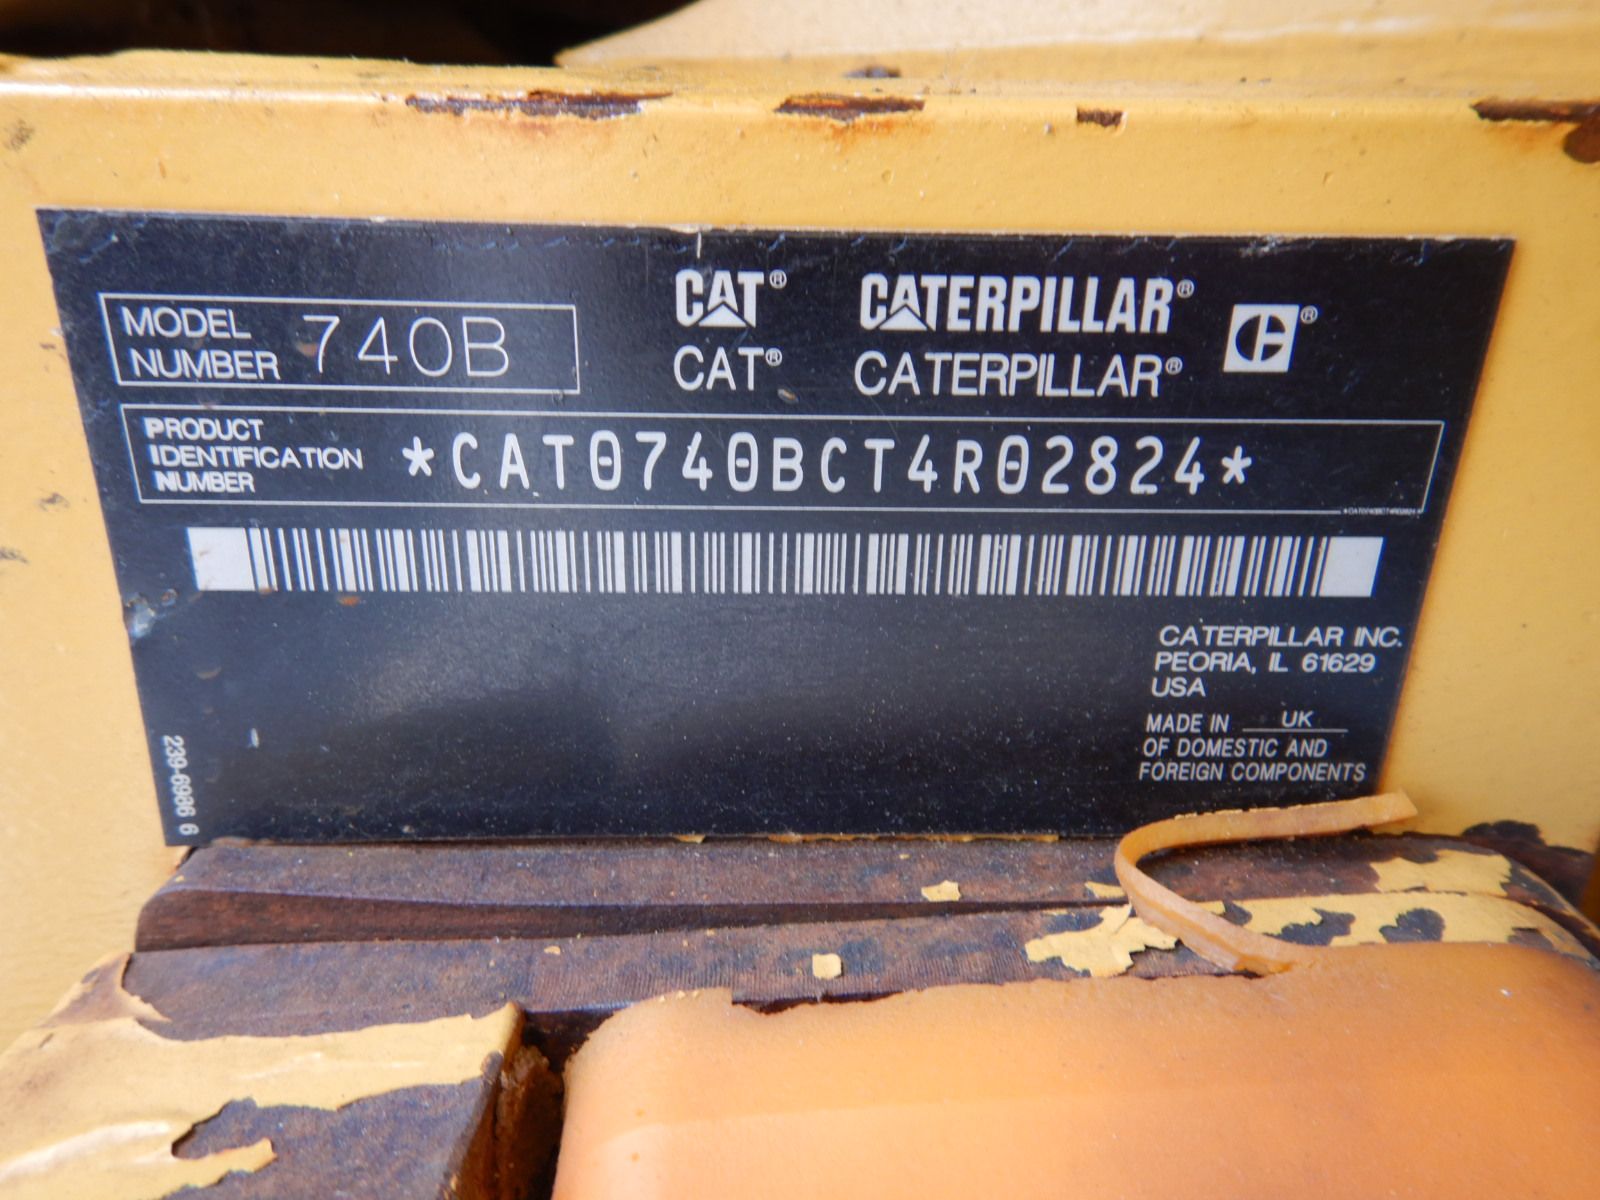 MODEL
NUMBER 740B
CAT® CATERPILLAR® ®
CAT® CATERPILLAR®
PRODUCT
IDENTIFICATION
NUMBER
*CAT0740BCT4R02824*
*CAT0740BCT4R02824*
CATERPILLAR INC.
PEORIA, IL 61629
USA
MADE IN UK
OF DOMESTIC AND
FOREIGN COMPONENTS
239-6986 6